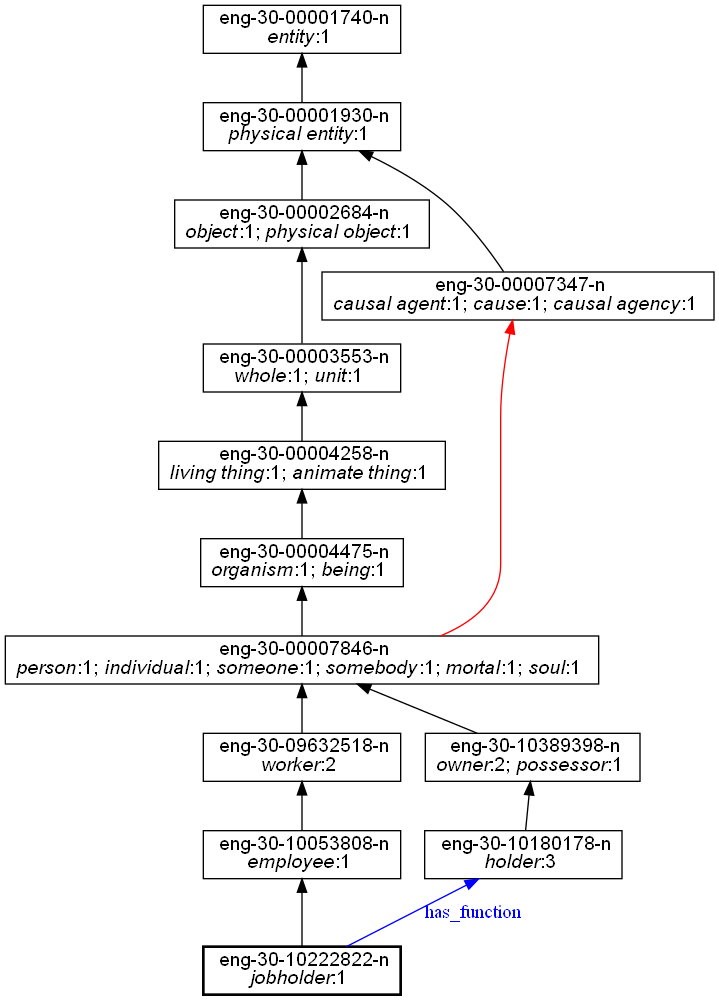 eng-30-00001740-n
entity:1
eng-30-00001930-n
physical entity:1
eng-30-00002684-n
object:1; physical object:1
eng-30-00007347-n
causal agent:1; cause:1; causal agency:1
eng-30-00003553-n
whole:1; unit:1
eng-30-00004258-n
living thing:1; animate thing:1
eng-30-00004475-n
organism:1; being:1
eng-30-00007846-n
person:1; individual:1; someone:1; somebody:1; mortal:1; soul:1
eng-30-09632518-n
worker:2
eng-30-10389398-n
owner:2; possessor:1
eng-30-10053808-n
employee:1
eng-30-10180178-n
holder:3
has_function
eng-30-10222822-n
jobholder:1